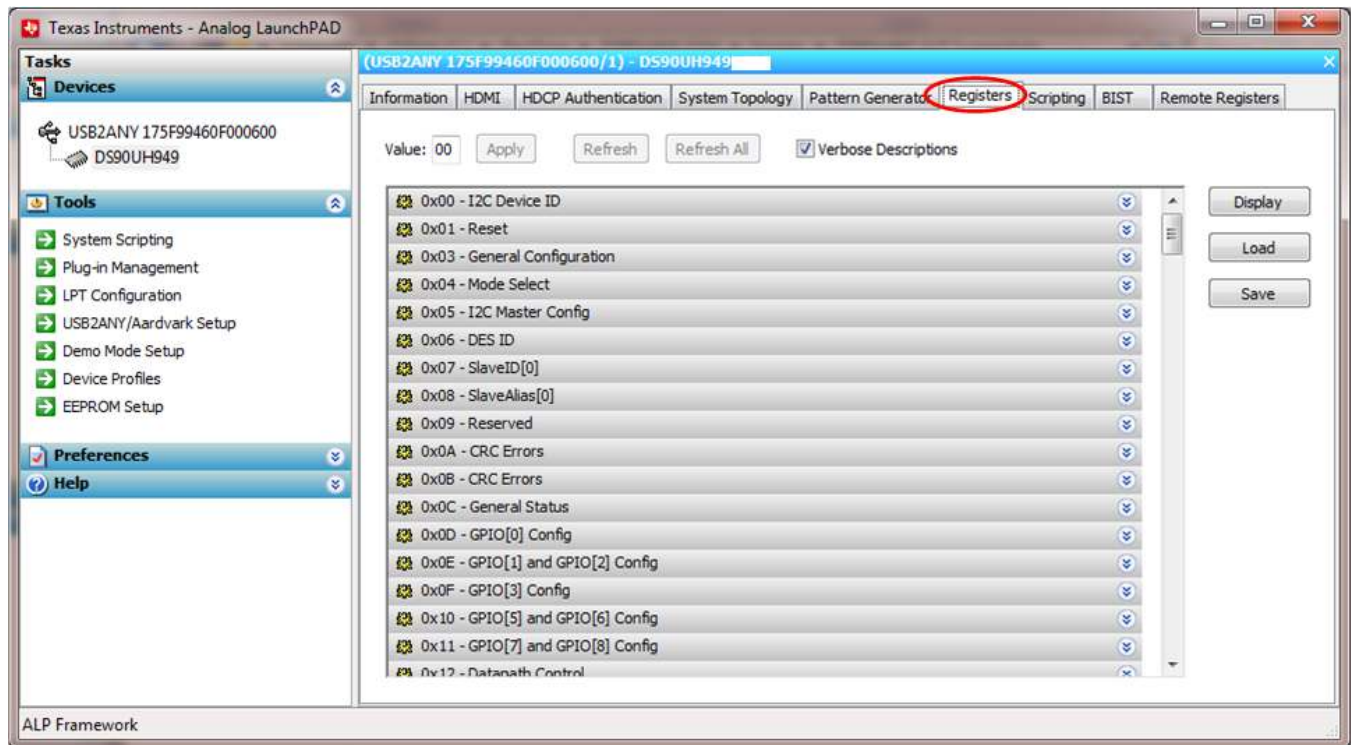 Texas Instruments - Analog LaunchPAD
Tasks
Devices
USB2ANY 175F99460F000600
DS90UH949
Tools
System Scripting
Plug-in Management
LPT Configuration
USB2ANY/Aardvark Setup
Demo Mode Setup
Device Profiles
EEPROM Setup
Preferences
Help
(USB2ANY 175F99460F000600/1) - DS90UH949
Information HDMI HDCP Authentication System Topology Pattern Generator Registers Scripting BIST Remote Registers
Value: 00 Apply Refresh Refresh All Verbose Descriptions
0x00 - I2C Device ID
0x01 - Reset
0x03 - General Configuration
0x04 - Mode Select
0x05 - I2C Master Config
0x06 - DES ID
0x07 - SlaveID[0]
0x08 - SlaveAlias[0]
0x09 - Reserved
0x0A - CRC Errors
0x0B - CRC Errors
0x0C - General Status
0x0D - GPIO[0] Config
0x0E - GPIO[1] and GPIO[2] Config
0x0F - GPIO[3] Config
0x10 - GPIO[5] and GPIO[6] Config
0x11 - GPIO[7] and GPIO[8] Config
0x12 - Datapath Control
Display
Load
Save
ALP Framework